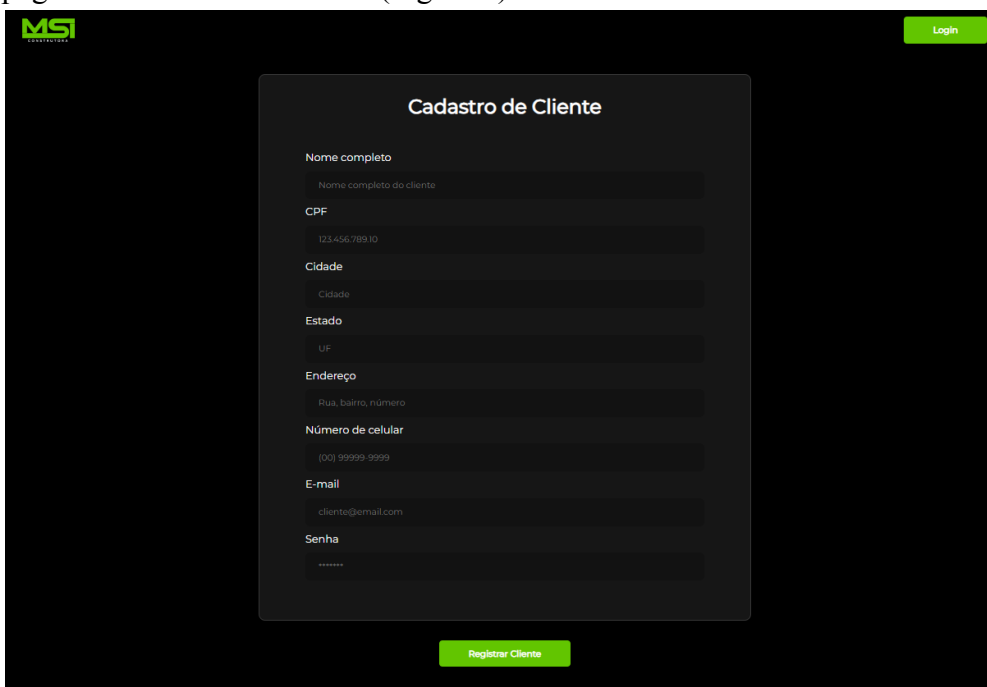 MSI
CONSTRUTORA
Login
Cadastro de Cliente
Nome completo
Nome completo do cliente
CPF
123.456.789.10
Cidade
Cidade
Estado
UF
Endereço
Rua, bairro, número
Número de celular
(00) 99999-9999
E-mail
cliente@email.com
Senha
*******
Registrar Cliente